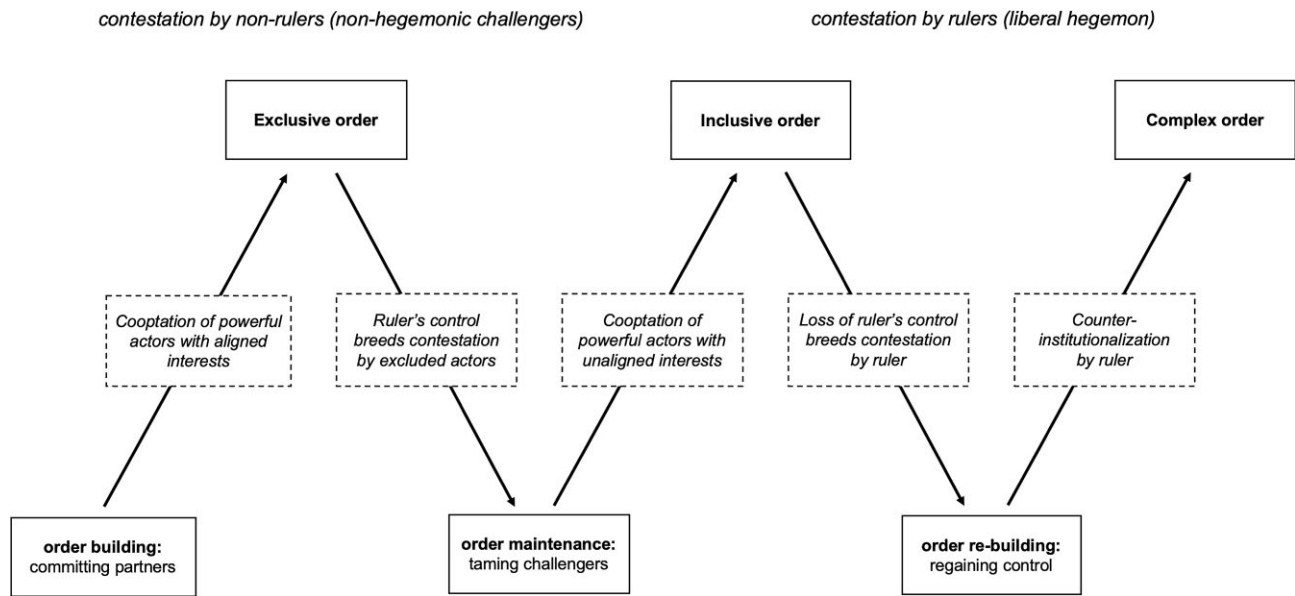 contestation by non-rulers (non-hegemonic challengers)
contestation by rulers (liberal hegemon)
Exclusive order
Inclusive order
Complex order
Cooptation of powerful
actors with aligned
interests
Ruler's control
breeds contestation
by excluded actors
Cooptation of
powerful actors with
unaligned interests
Loss of ruler's control
breeds contestation
by ruler
Counter-
institutionalization
by ruler
order building:
committing partners
order maintenance:
taming challengers
order re-building:
regaining control